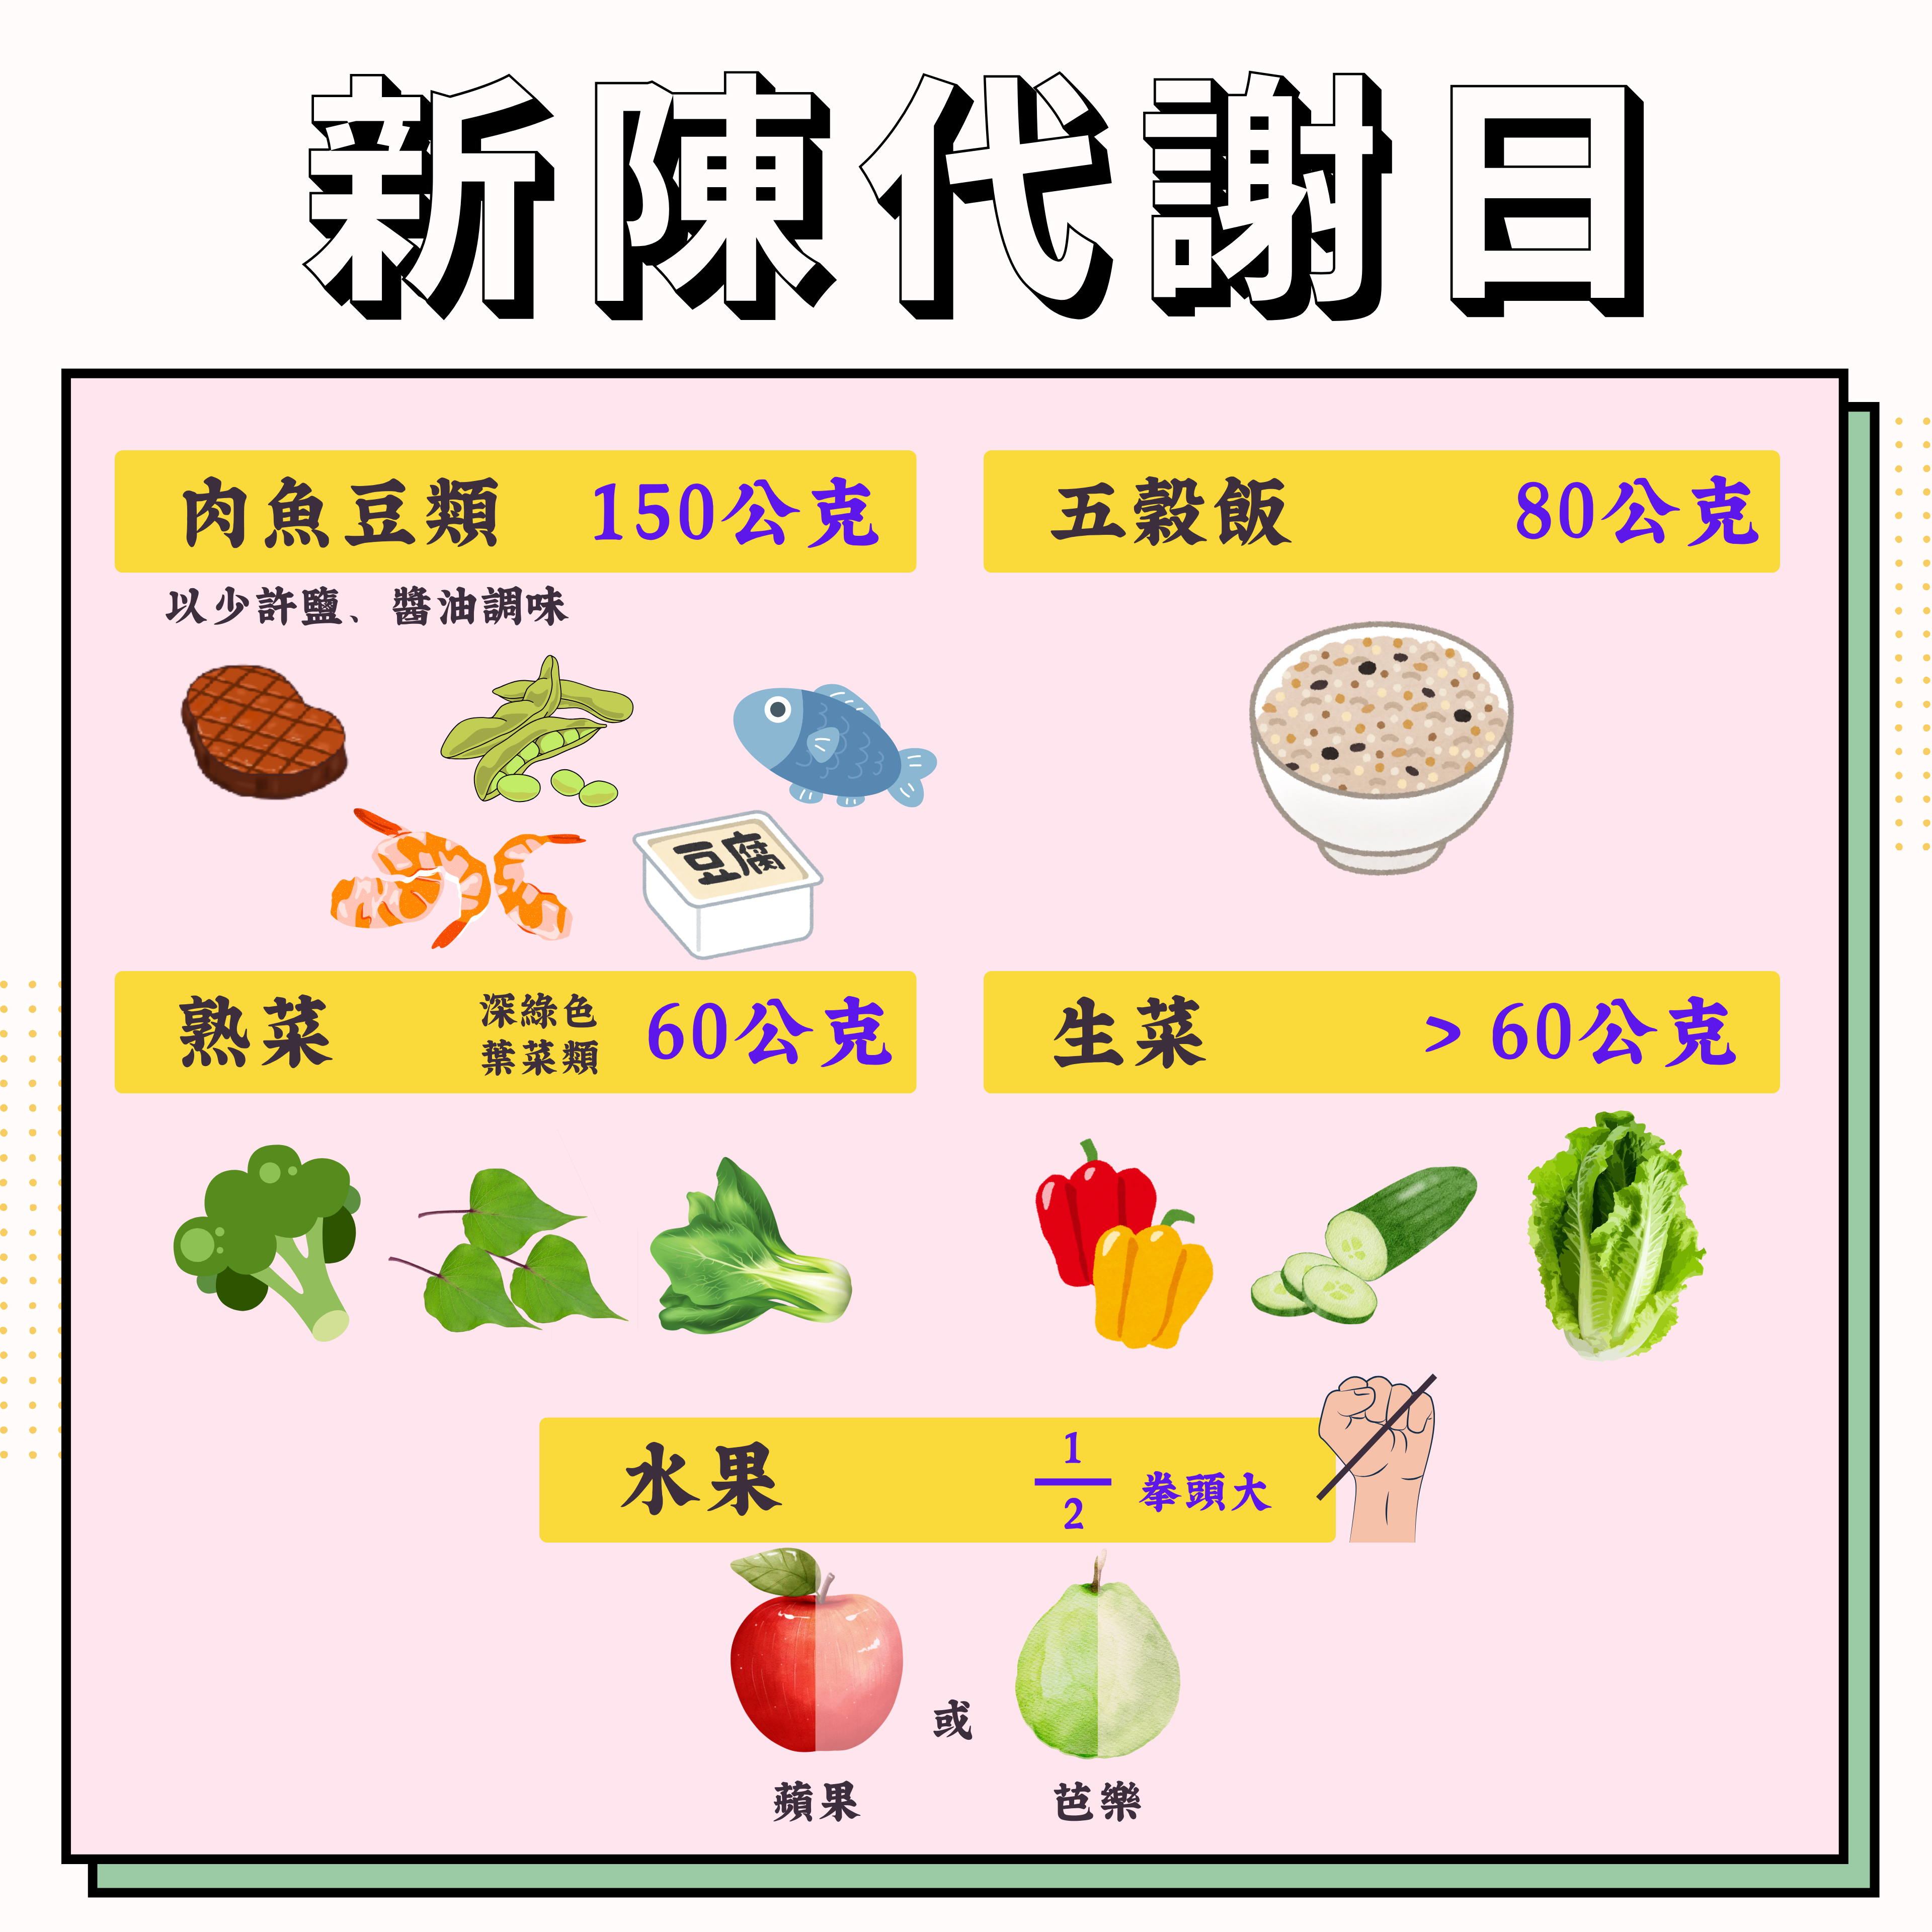 新陳代謝日
肉魚豆類 150公克
以少許鹽、醬油調味
豆腐
五穀飯 80公克
熟菜 深綠色
葉菜類 60公克
生菜 > 60公克
水果 1/2 拳頭大
或
蘋果 芭樂